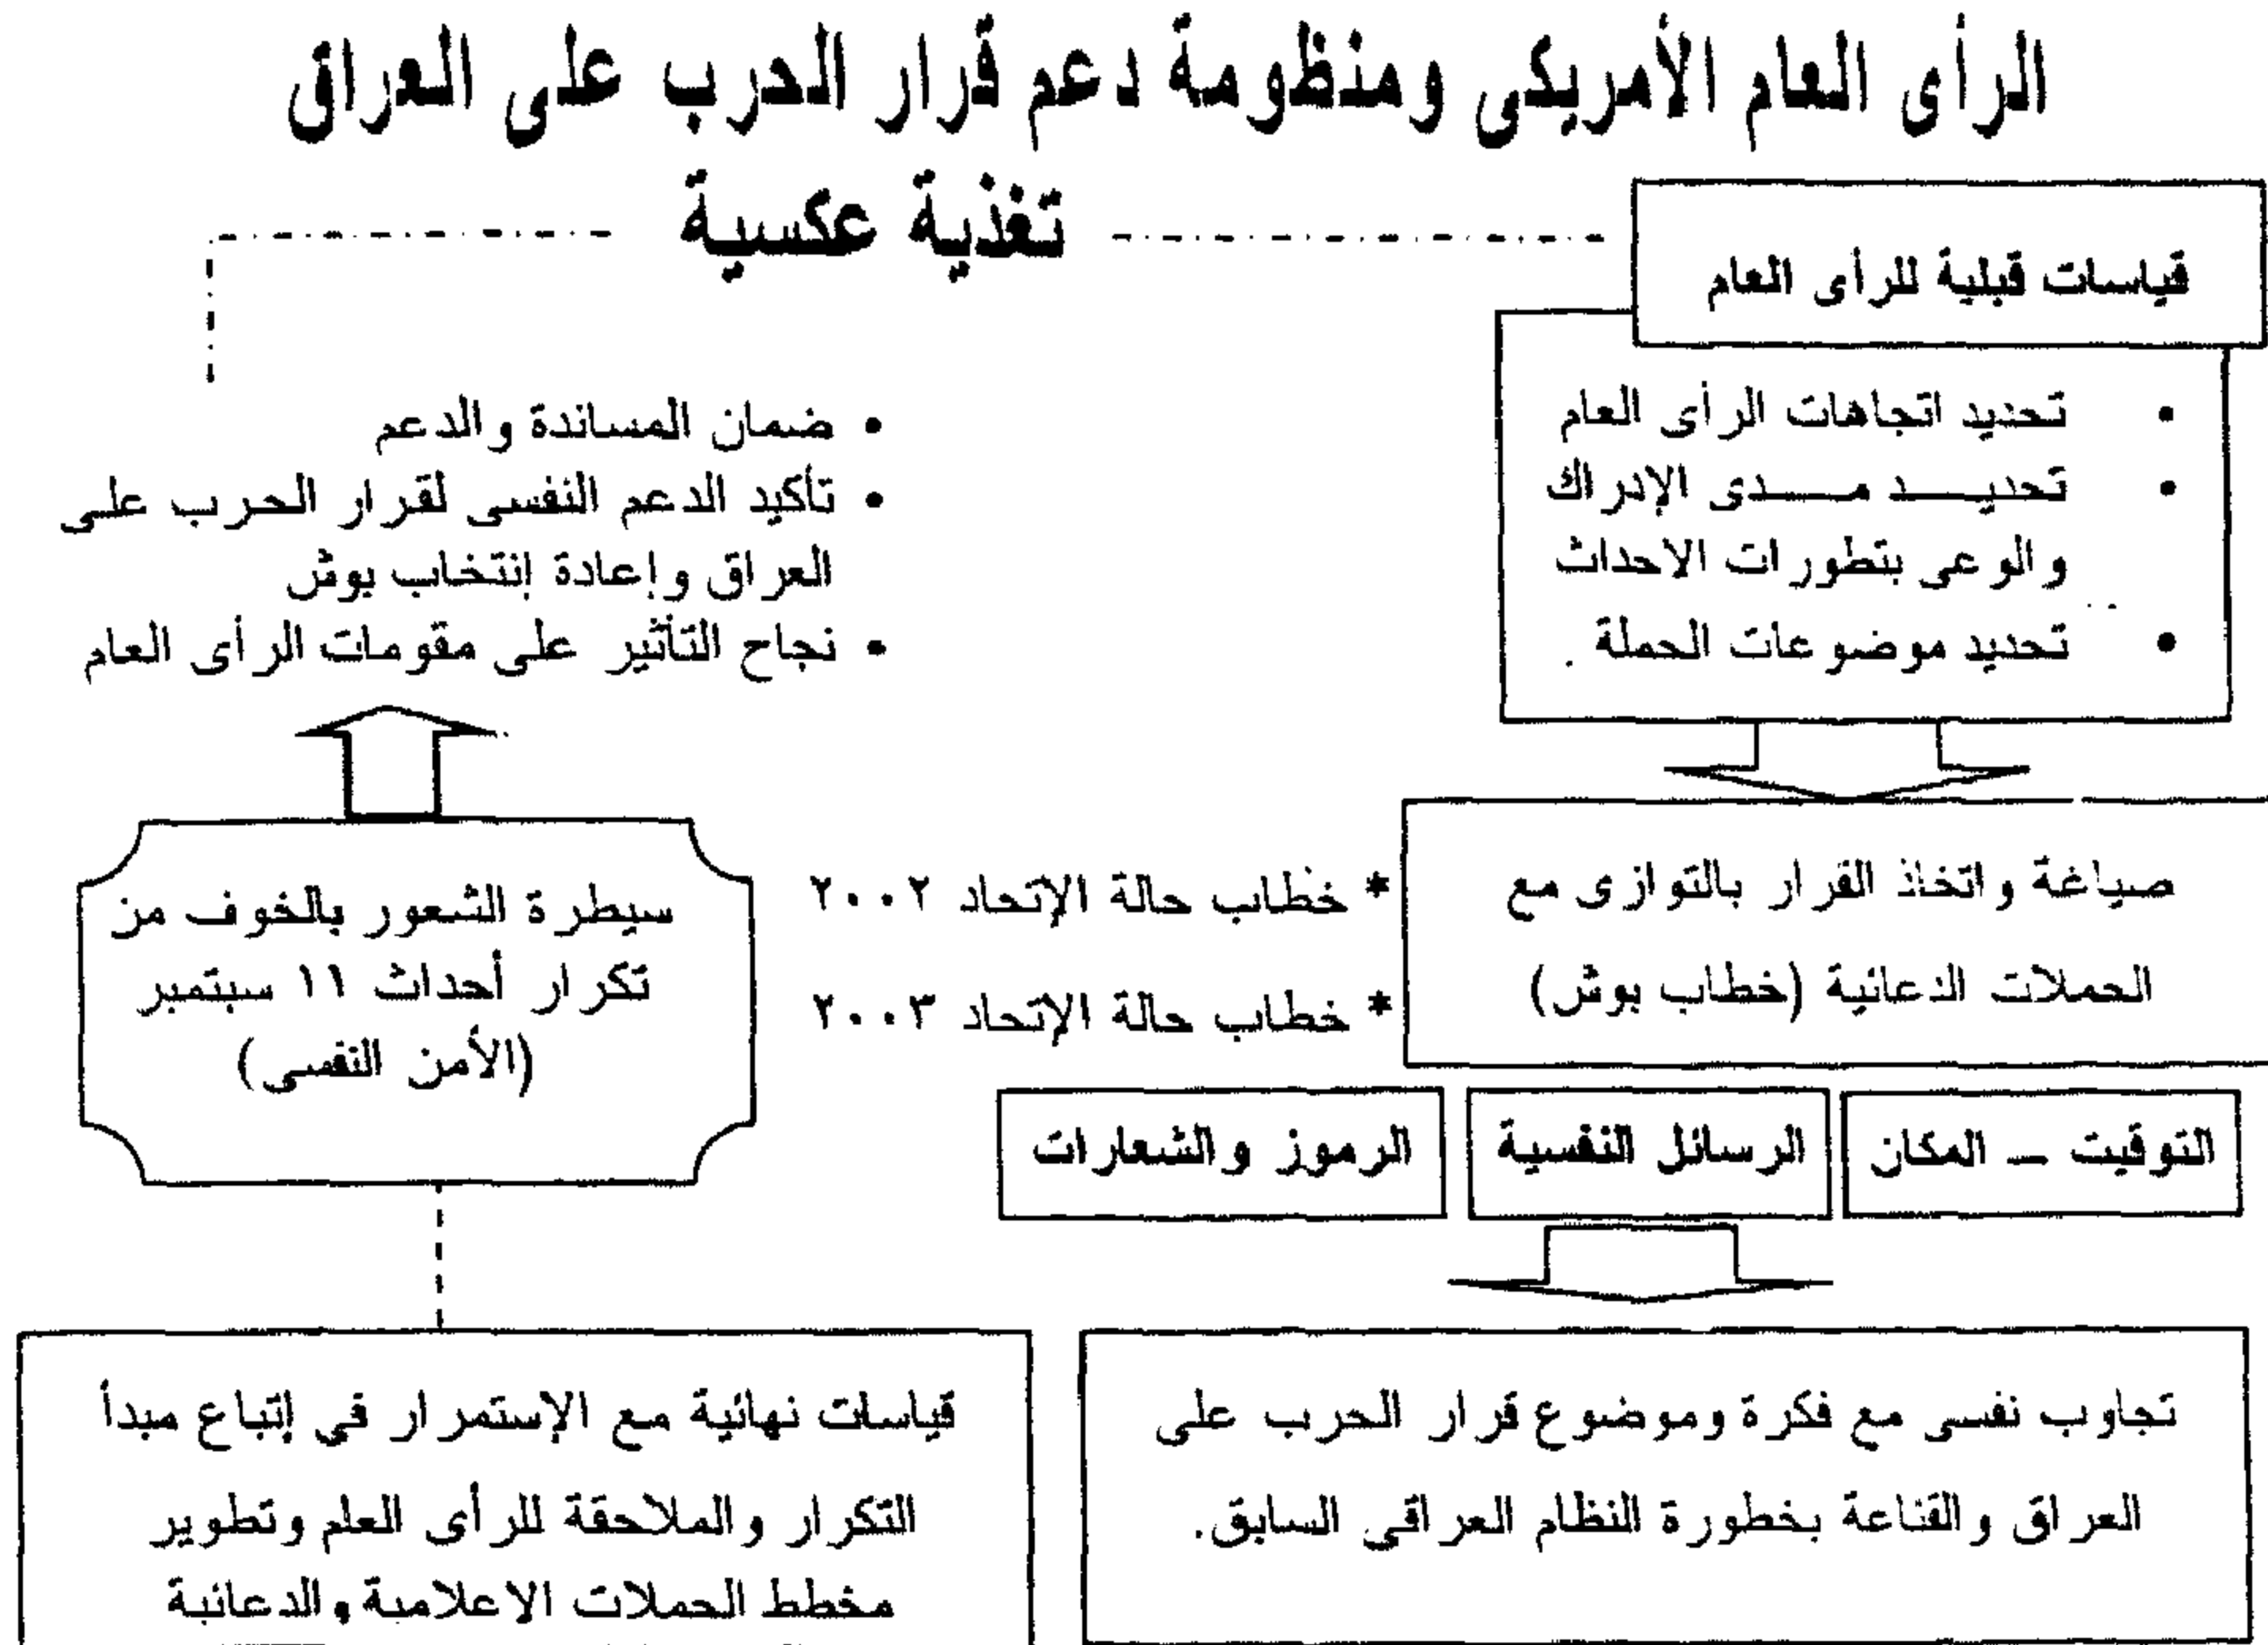 الرأى العام الأمريكى ومنظومة دعم قرار الحرب على العراق
تغذية عكسية
قياسات قبلية للرأى العام
• تحديد اتجاهات الرأى العام
• تحديـــد مـــدى الإدراك
والوعى بتطورات الاحداث
• تحديد موضوعات الحملة .
صياغة واتخاذ القرار بالتوازى مع
الحملات الدعائية (خطاب بوش)
* خطاب حالة الإتحاد ٢٠٠٢
* خطاب حالة الإتحاد ٢٠٠٣
التوقيت – المكان
الرسائل النفسية
الرموز والشعارات
تجاوب نفسى مع فكرة وموضوع قرار الحرب على
العراق والقناعة بخطورة النظام العراقى السابق.
قياسات نهائية مع الإستمرار في إتباع مبدأ
التكرار والملاحقة للرأى العلم وتطوير
مخطط الحملات الاعلامية والدعائية
سيطرة الشعور بالخوف من
تكرار أحداث ١١ سبتمبر
(الأمن النفسى)
• ضمان المساندة والدعم
• تأكيد الدعم النفسى لقرار الحرب على
العراق وإعادة إنتخاب بوش
• نجاح التأثير على مقومات الرأى العام